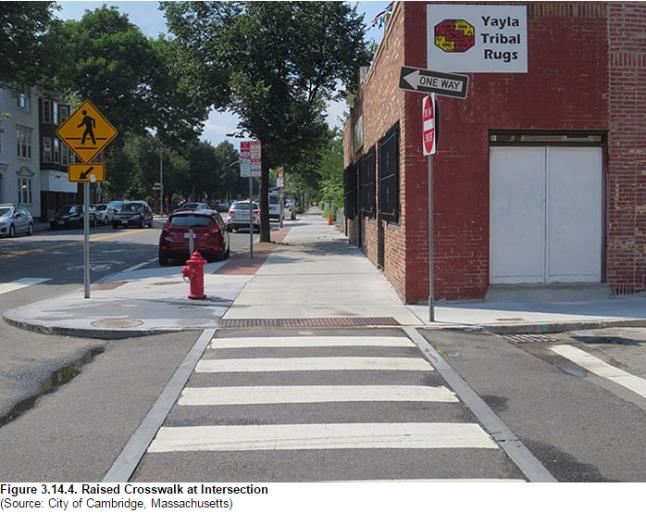 Yayla
Tribal
Rugs
ONE WAY
Figure 3.14.4. Raised Crosswalk at Intersection
(Source: City of Cambridge, Massachusetts)